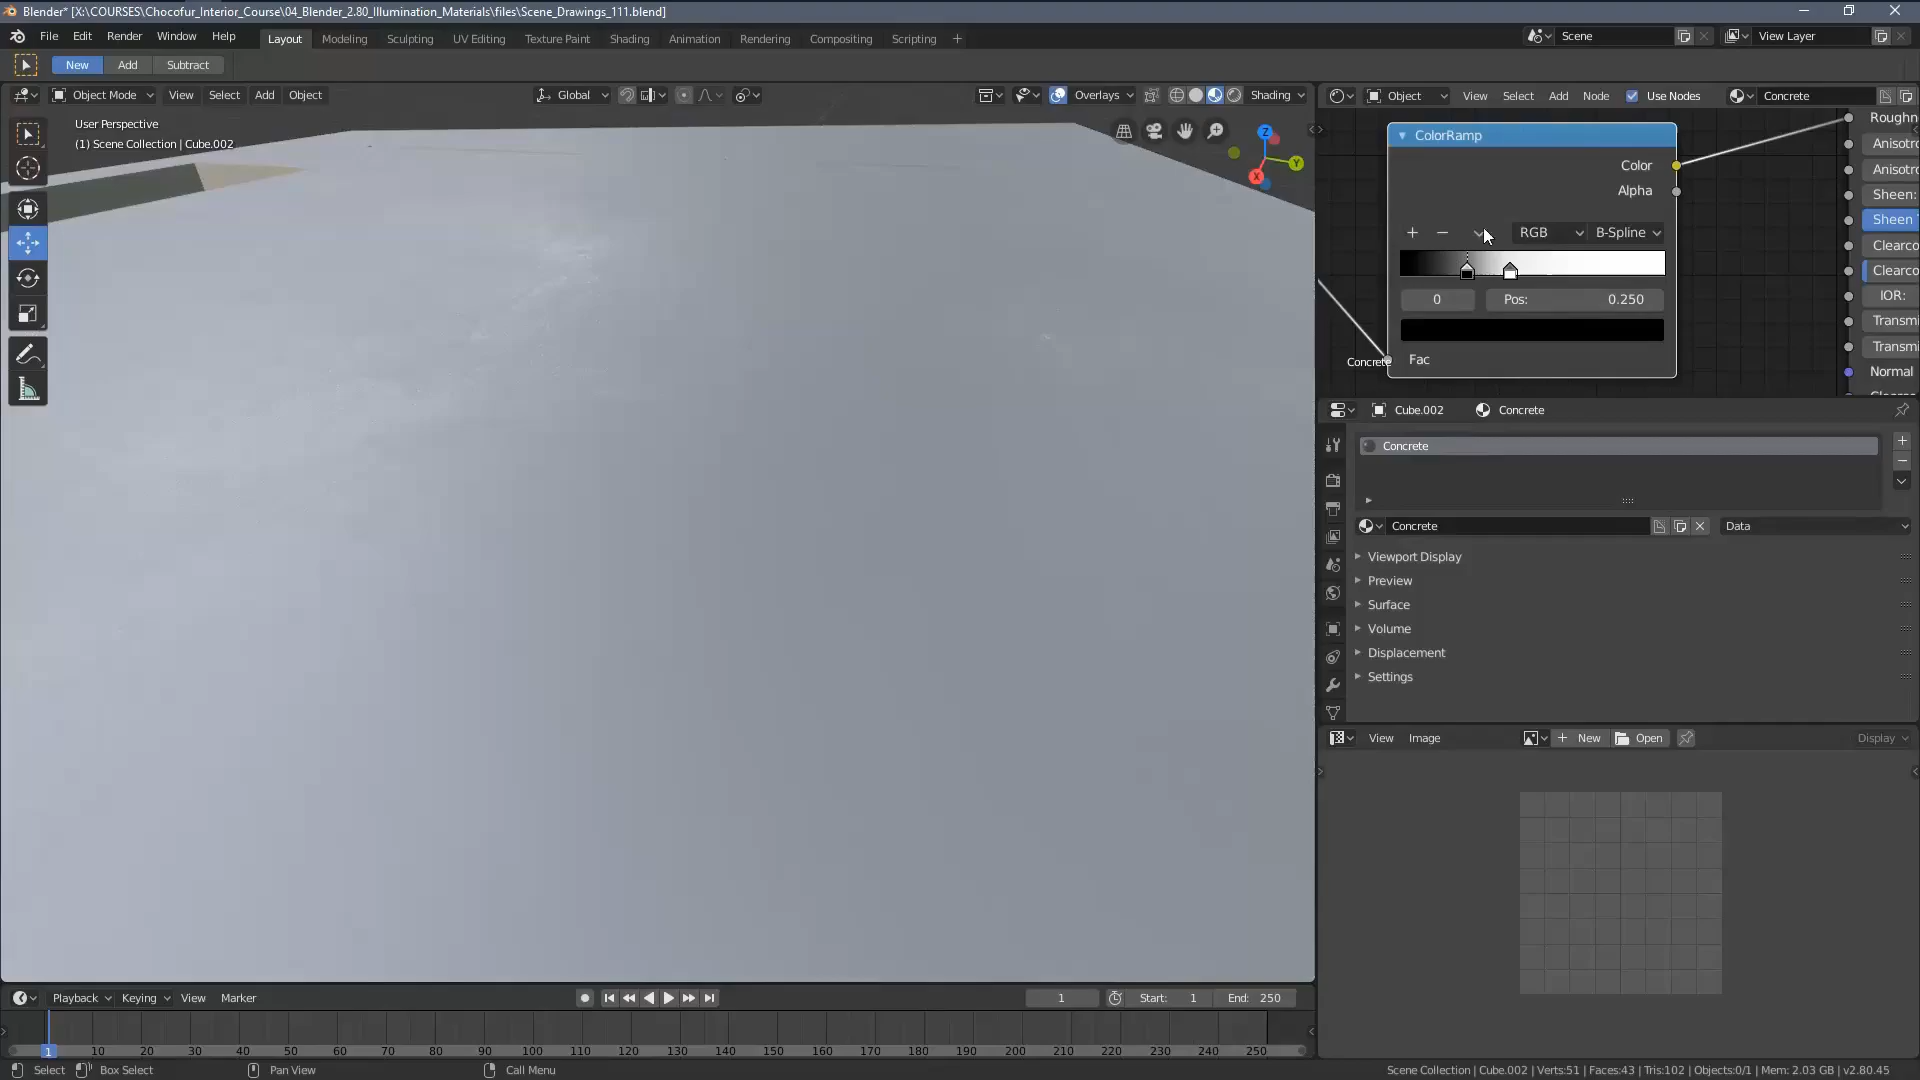 Blender* [X:\COURSES\Chocofur_Interior_Course\04_Blender_2.80_Illumination_Materials\files\Scene_Drawings_111.blend]
File Edit Render Window Help Layout Modeling Sculpting UV Editing Texture Paint Shading Animation Rendering Compositing Scripting + Scene View Layer
New Add Subtract
Object Mode View Select Add Object Global Overlays Shading
Object View Select Add Node Use Nodes Concrete
User Perspective
(1) Scene Collection | Cube.002
Z
Y
X
ColorRamp
Color
Alpha
RGB B-Spline
0 Pos: 0.250
Fac
Concrete
Roughn
Anisotro
Anisotro
Sheen:
Sheen
Clearco
Clearco
IOR:
Transmi
Transmi
Normal
Cube.002 Concrete
Concrete
Concrete Data
Viewport Display
Preview
Surface
Volume
Displacement
Settings
View Image New Open Display
Playback Keying View Marker 1 Start: 1 End: 250
1 10 20 30 40 50 60 70 80 90 100 110 120 130 140 150 160 170 180 190 200 210 220 230 240 250
Select Box Select Pan View Call Menu Scene Collection | Cube.002 | Verts:51 | Faces:43 | Tris:102 | Objects:0/1 | Mem: 2.03 GB | v2.80.45